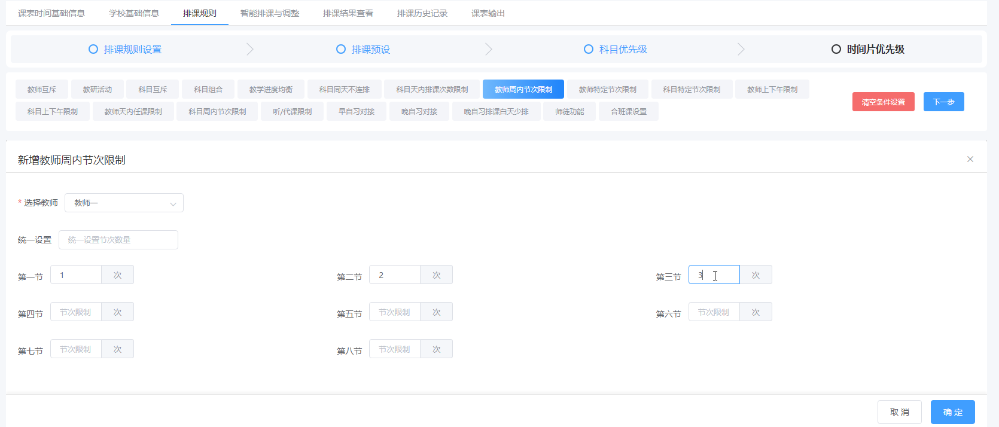 课表时间基础信息 学校基础信息 排课规则 智能排课与调整 排课结果查看 排课历史记录 课表输出
排课规则设置 排课预设 科目优先级 时间片优先级
教师互斥 教研活动 科目互斥 科目组合 教学进度均衡 科目同天不连排 科目天内排课次数限制 教师周内节次限制 教师特定节次限制 科目特定节次限制 教师上下午限制
科目上下午限制 教师天内任课限制 科目周内节次限制 听/代课限制 早自习对接 晚自习对接 晚自习排课白天少排 师徒功能 合班课设置
清空条件设置 下一步
新增教师周内节次限制
* 选择教师 教师一
统一设置 统一设置节次数量
第一节 1 次 第二节 2 次 第三节 3 次
第四节 节次限制 次 第五节 节次限制 次 第六节 节次限制 次
第七节 节次限制 次 第八节 节次限制 次
取消 确定